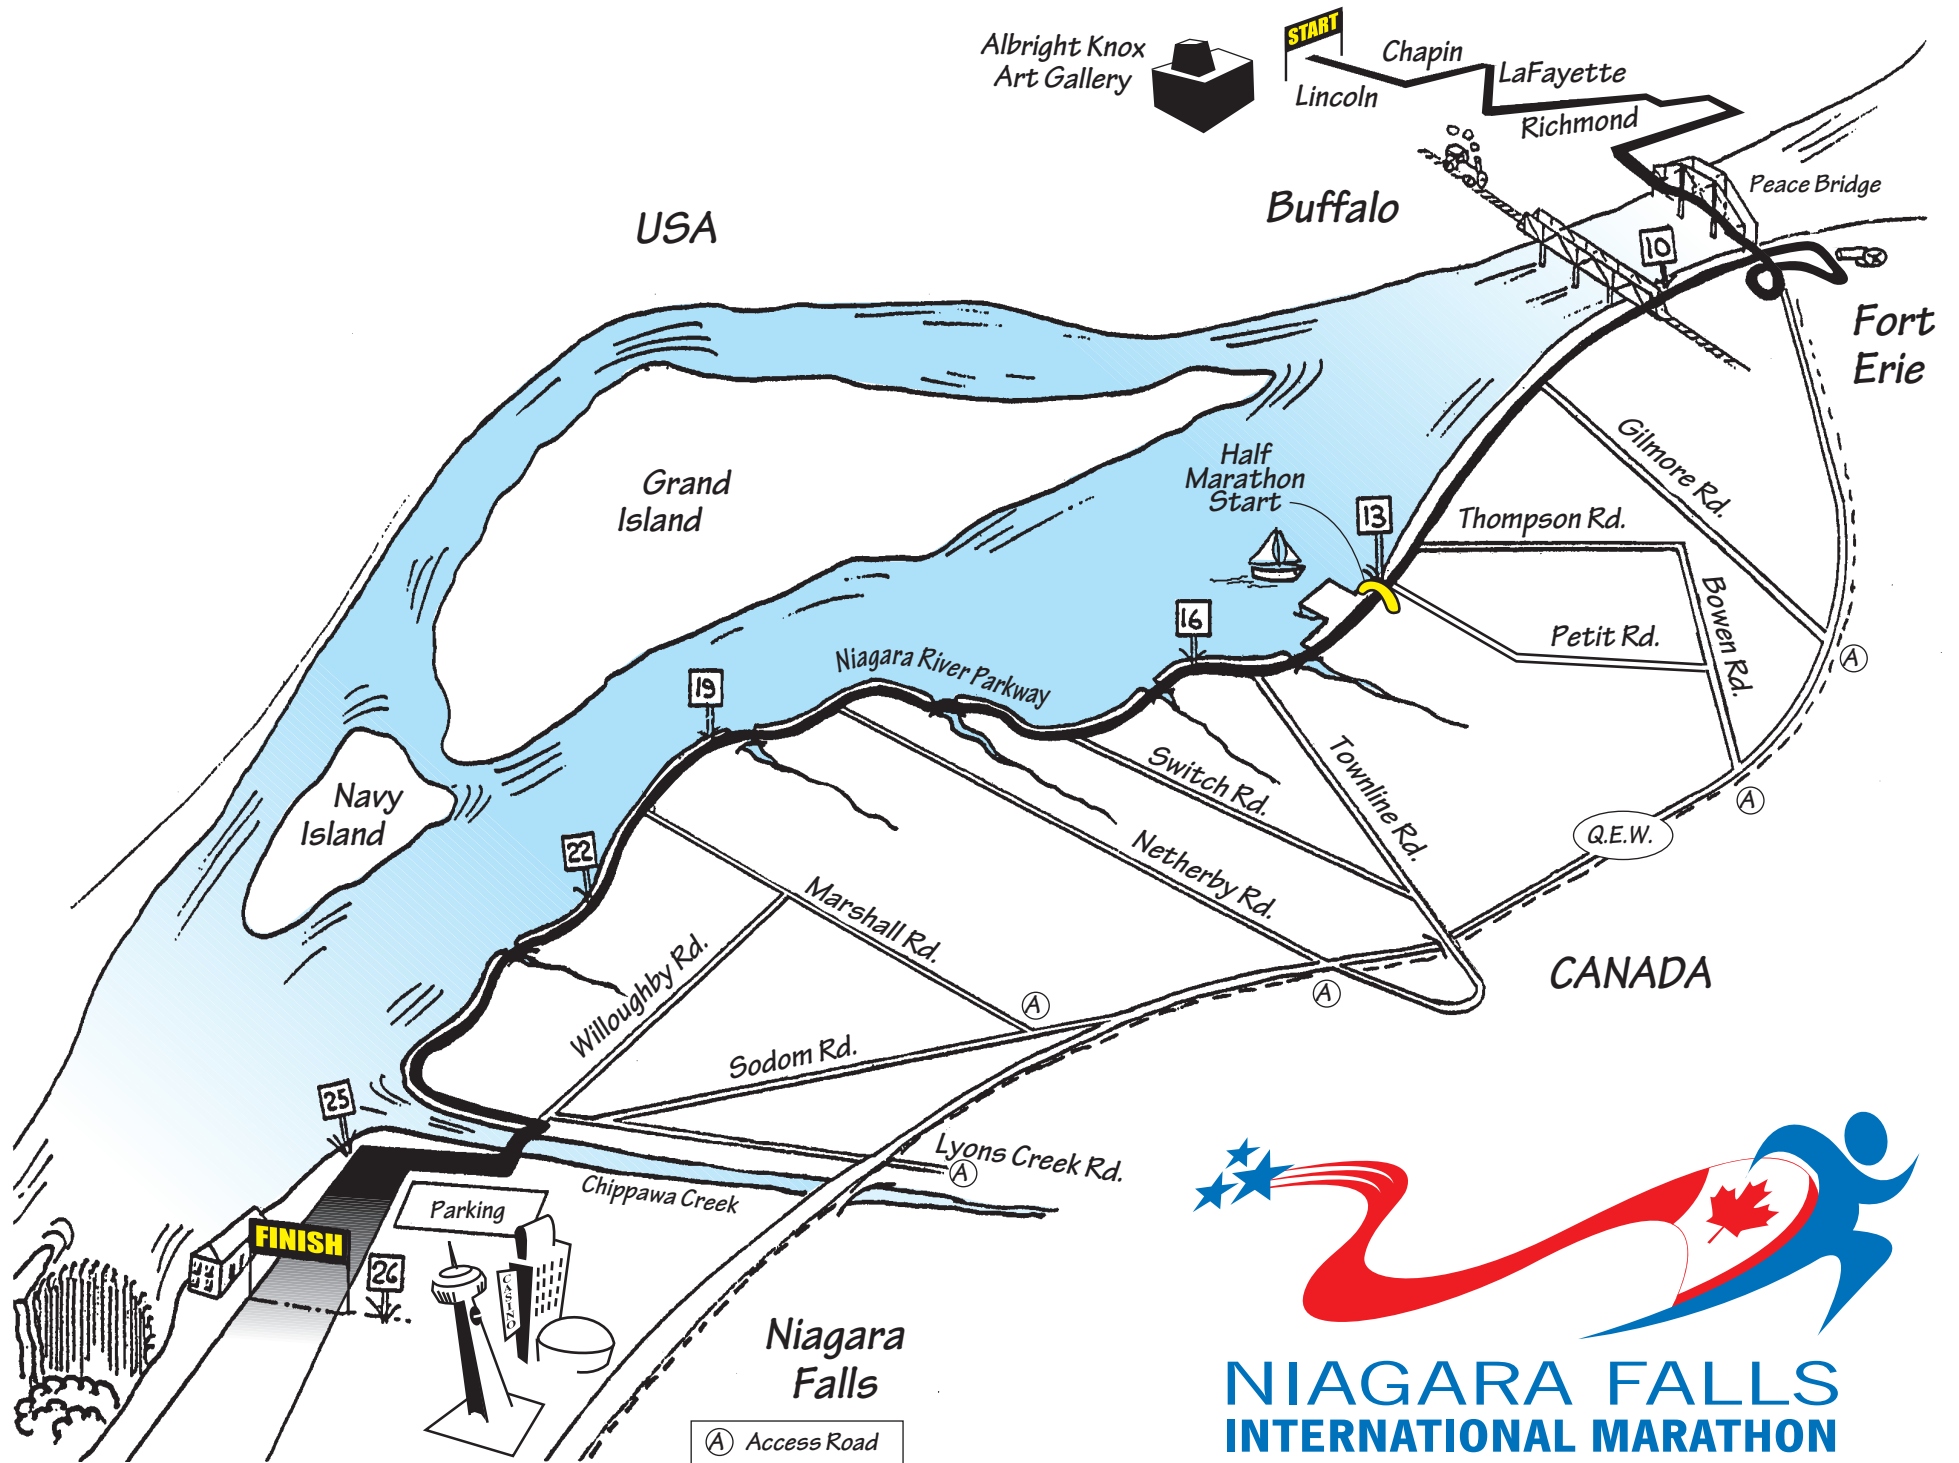 Albright Knox
Art Gallery
START
Chapin
LaFayette
Lincoln
Richmond
Peace Bridge
Buffalo
USA
10
Fort
Erie
Gilmore Rd.
Half
Marathon
Start
Grand
Island
13
Thompson Rd.
Bowen Rd.
Petit Rd.
16
A
Niagara River Parkway
19
Switch Rd.
Townline Rd.
A
Navy
Island
Q.E.W.
22
Netherby Rd.
Marshall Rd.
Willoughby Rd.
CANADA
A
A
Sodom Rd.
25
Lyons Creek Rd.
A
Chippawa Creek
Parking
FINISH
26
CASINO
Niagara
Falls
A Access Road
NIAGARA FALLS
INTERNATIONAL MARATHON